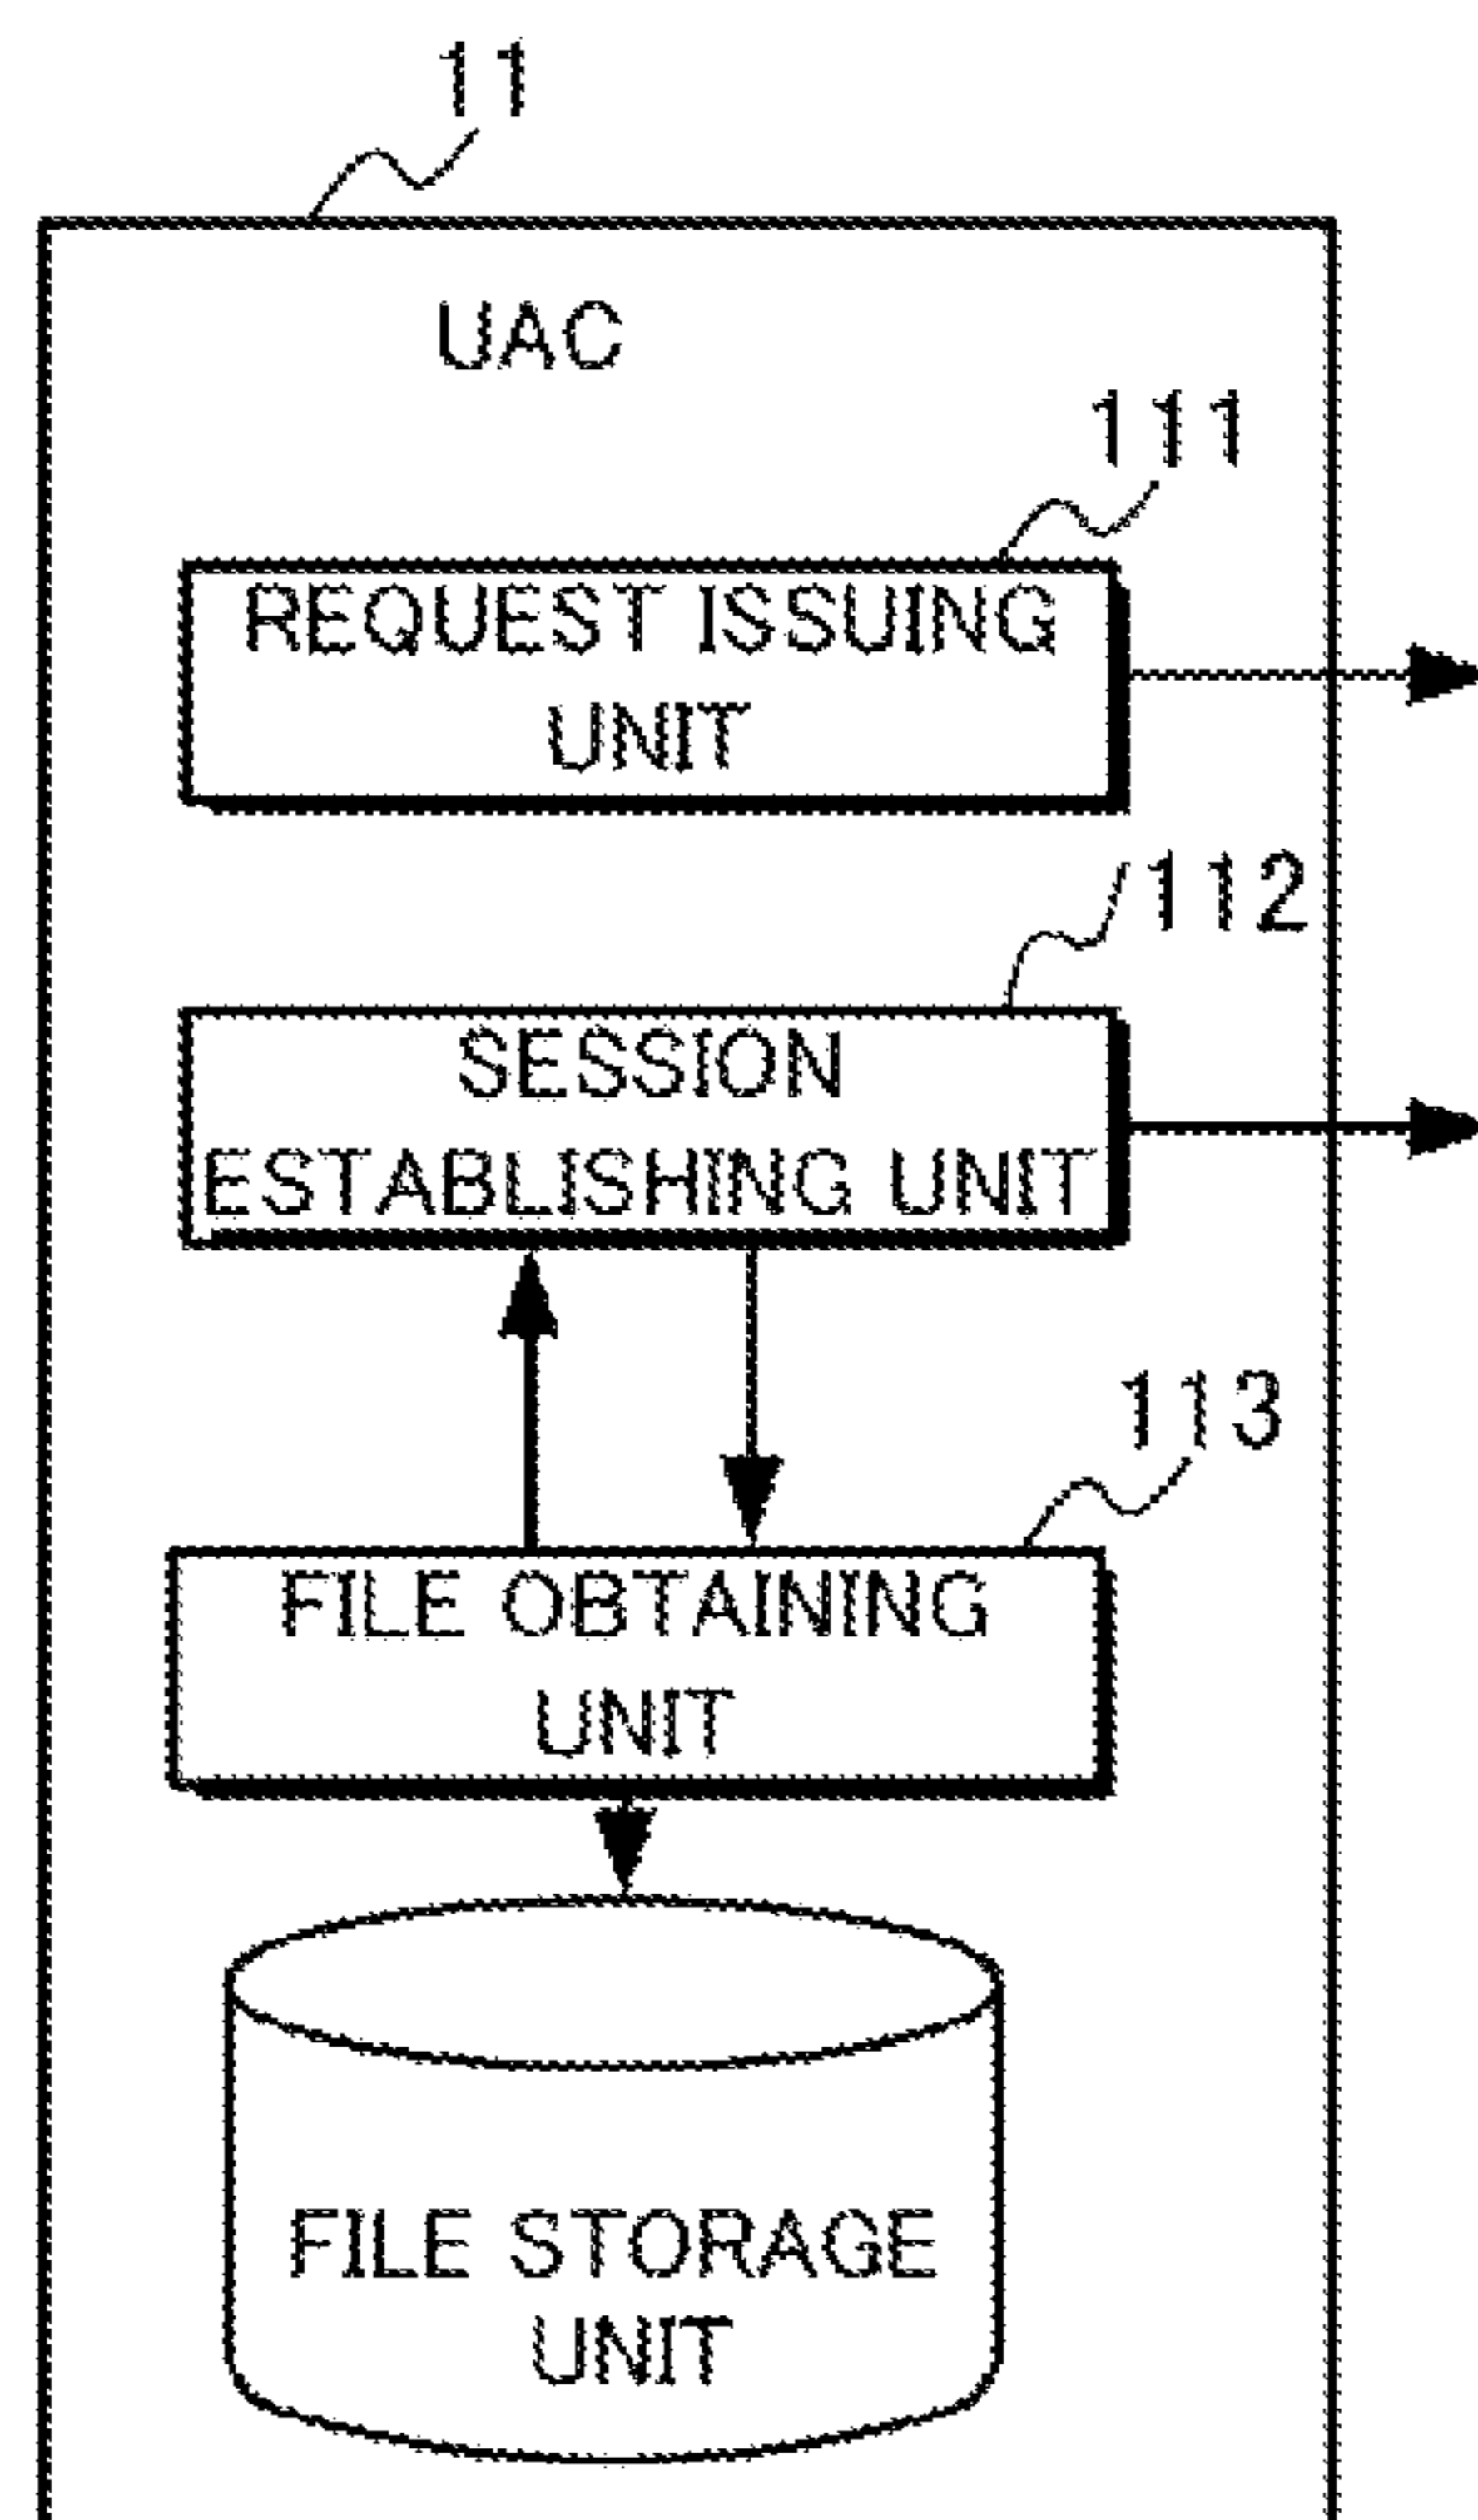 11
UAC
111
REQUEST ISSUING
UNIT
112
SESSION
ESTABLISHING UNIT
113
FILE OBTAINING
UNIT
FILE STORAGE
UNIT